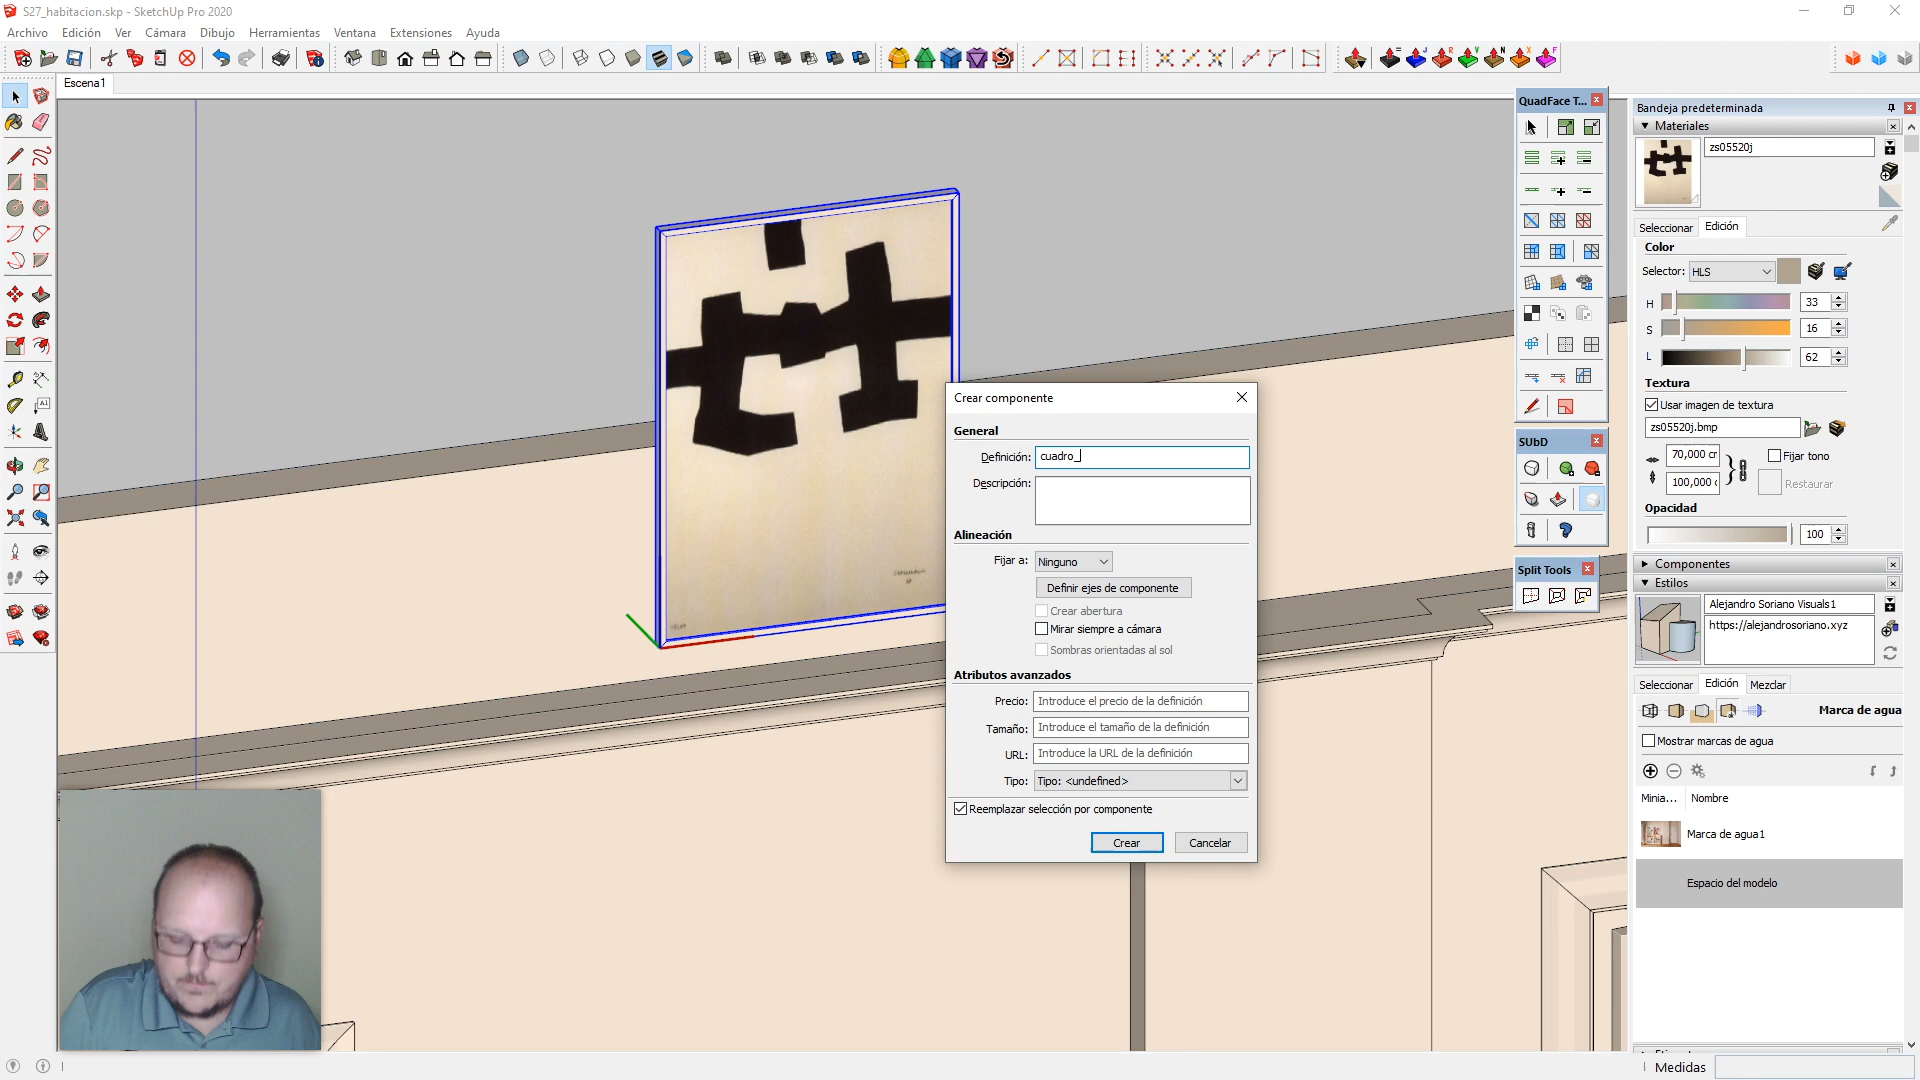 S27_habitacion.skp - SketchUp Pro 2020
Archivo Edición Ver Cámara Dibujo Herramientas Ventana Extensiones Ayuda
Escena1
QuadFace T...
SUbD
Split Tools
Bandeja predeterminada
Materiales
zs05520j
Seleccionar Edición
Color
Selector: HLS
H 33
S 16
L 62
Textura
Usar imagen de textura
zs05520j.bmp
70,000 cr
Fijar tono
100,000
Restaurar
Opacidad
100
Componentes
Estilos
Alejandro Soriano Visuals1
https://alejandrosoriano.xyz
Seleccionar Edición Mezclar
Marca de agua
Mostrar marcas de agua
Minia... Nombre
Marca de agua1
Espacio del modelo
Crear componente
General
Definición: cuadro_
Descripción:
Alineación
Fijar a: Ninguno
Definir ejes de componente
Crear abertura
Mirar siempre a cámara
Sombras orientadas al sol
Atributos avanzados
Precio: Introduce el precio de la definición
Tamaño: Introduce el tamaño de la definición
URL: Introduce la URL de la definición
Tipo: Tipo: <undefined>
Reemplazar selección por componente
Crear Cancelar
Medidas